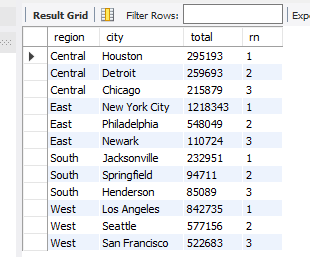 Result Grid Filter Rows: Expo
region city total rn
Central Houston 295193 1
Central Detroit 259693 2
Central Chicago 215879 3
East New York City 1218343 1
East Philadelphia 548049 2
East Newark 110724 3
South Jacksonville 232951 1
South Springfield 94711 2
South Henderson 85089 3
West Los Angeles 842735 1
West Seattle 577156 2
West San Francisco 522683 3